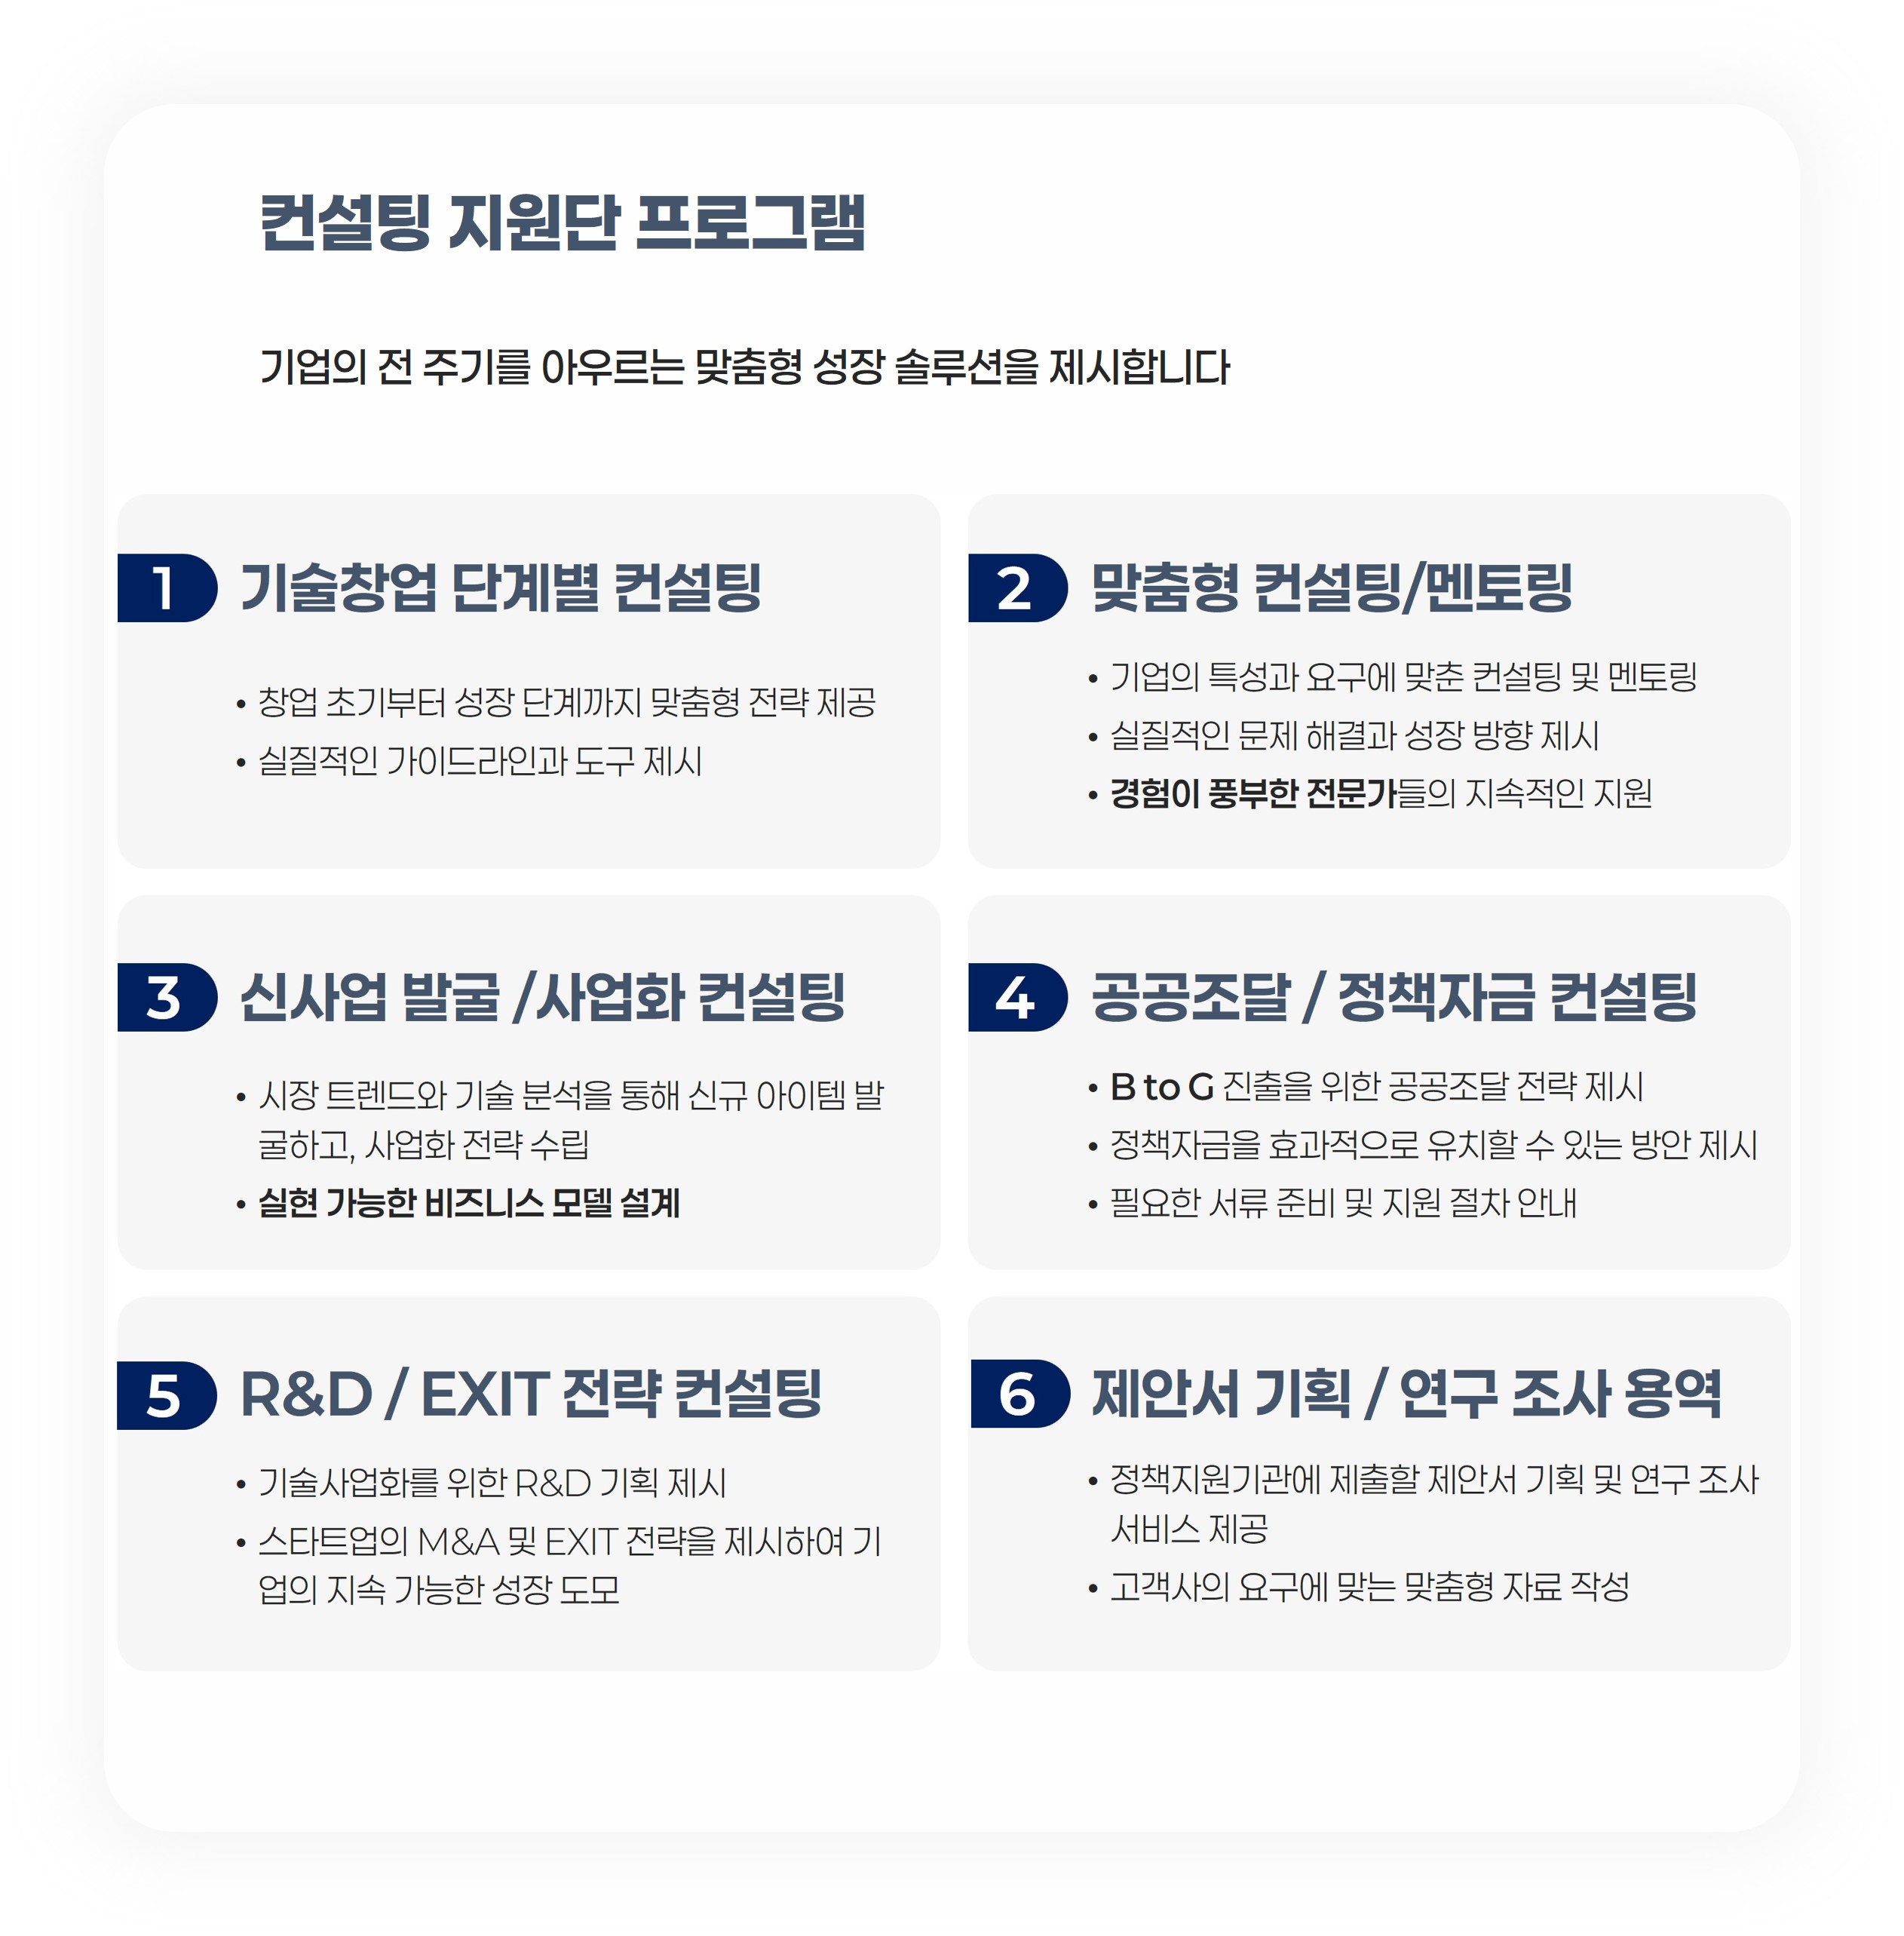 컨설팅 지원단 프로그램
기업의 전 주기를 아우르는 맞춤형 성장 솔루션을 제시합니다
1 기술창업 단계별 컨설팅
• 창업 초기부터 성장 단계까지 맞춤형 전략 제공
• 실질적인 가이드라인과 도구 제시
2 맞춤형 컨설팅/멘토링
• 기업의 특성과 요구에 맞춘 컨설팅 및 멘토링
• 실질적인 문제 해결과 성장 방향 제시
• 경험이 풍부한 전문가들의 지속적인 지원
3 신사업 발굴 /사업화 컨설팅
• 시장 트렌드와 기술 분석을 통해 신규 아이템 발
굴하고, 사업화 전략 수립
• 실현 가능한 비즈니스 모델 설계
4 공공조달 / 정책자금 컨설팅
• B to G 진출을 위한 공공조달 전략 제시
• 정책자금을 효과적으로 유치할 수 있는 방안 제시
• 필요한 서류 준비 및 지원 절차 안내
5 R&D / EXIT 전략 컨설팅
• 기술사업화를 위한 R&D 기획 제시
• 스타트업의 M&A 및 EXIT 전략을 제시하여 기
업의 지속 가능한 성장 도모
6 제안서 기획 / 연구 조사 용역
• 정책지원기관에 제출할 제안서 기획 및 연구 조사
서비스 제공
• 고객사의 요구에 맞는 맞춤형 자료 작성